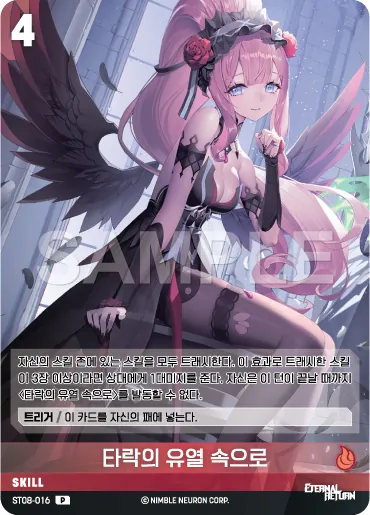 4
SAMPLE
자신의 스킬 존에 있는 스킬을 모두 트래시한다. 이 효과로 트래시한 스킬
이 3장 이상이라면 상대에게 1대미지를 준다. 자신은 이 턴이 끝날 때까지
<타락의 유열 속으로>를 발동할 수 없다.
트리거 / 이 카드를 자신의 패에 넣는다.
타락의 유열 속으로
SKILL
ST08-016 P
© NIMBLE NEURON CORP.
ETERNAL
RETURN